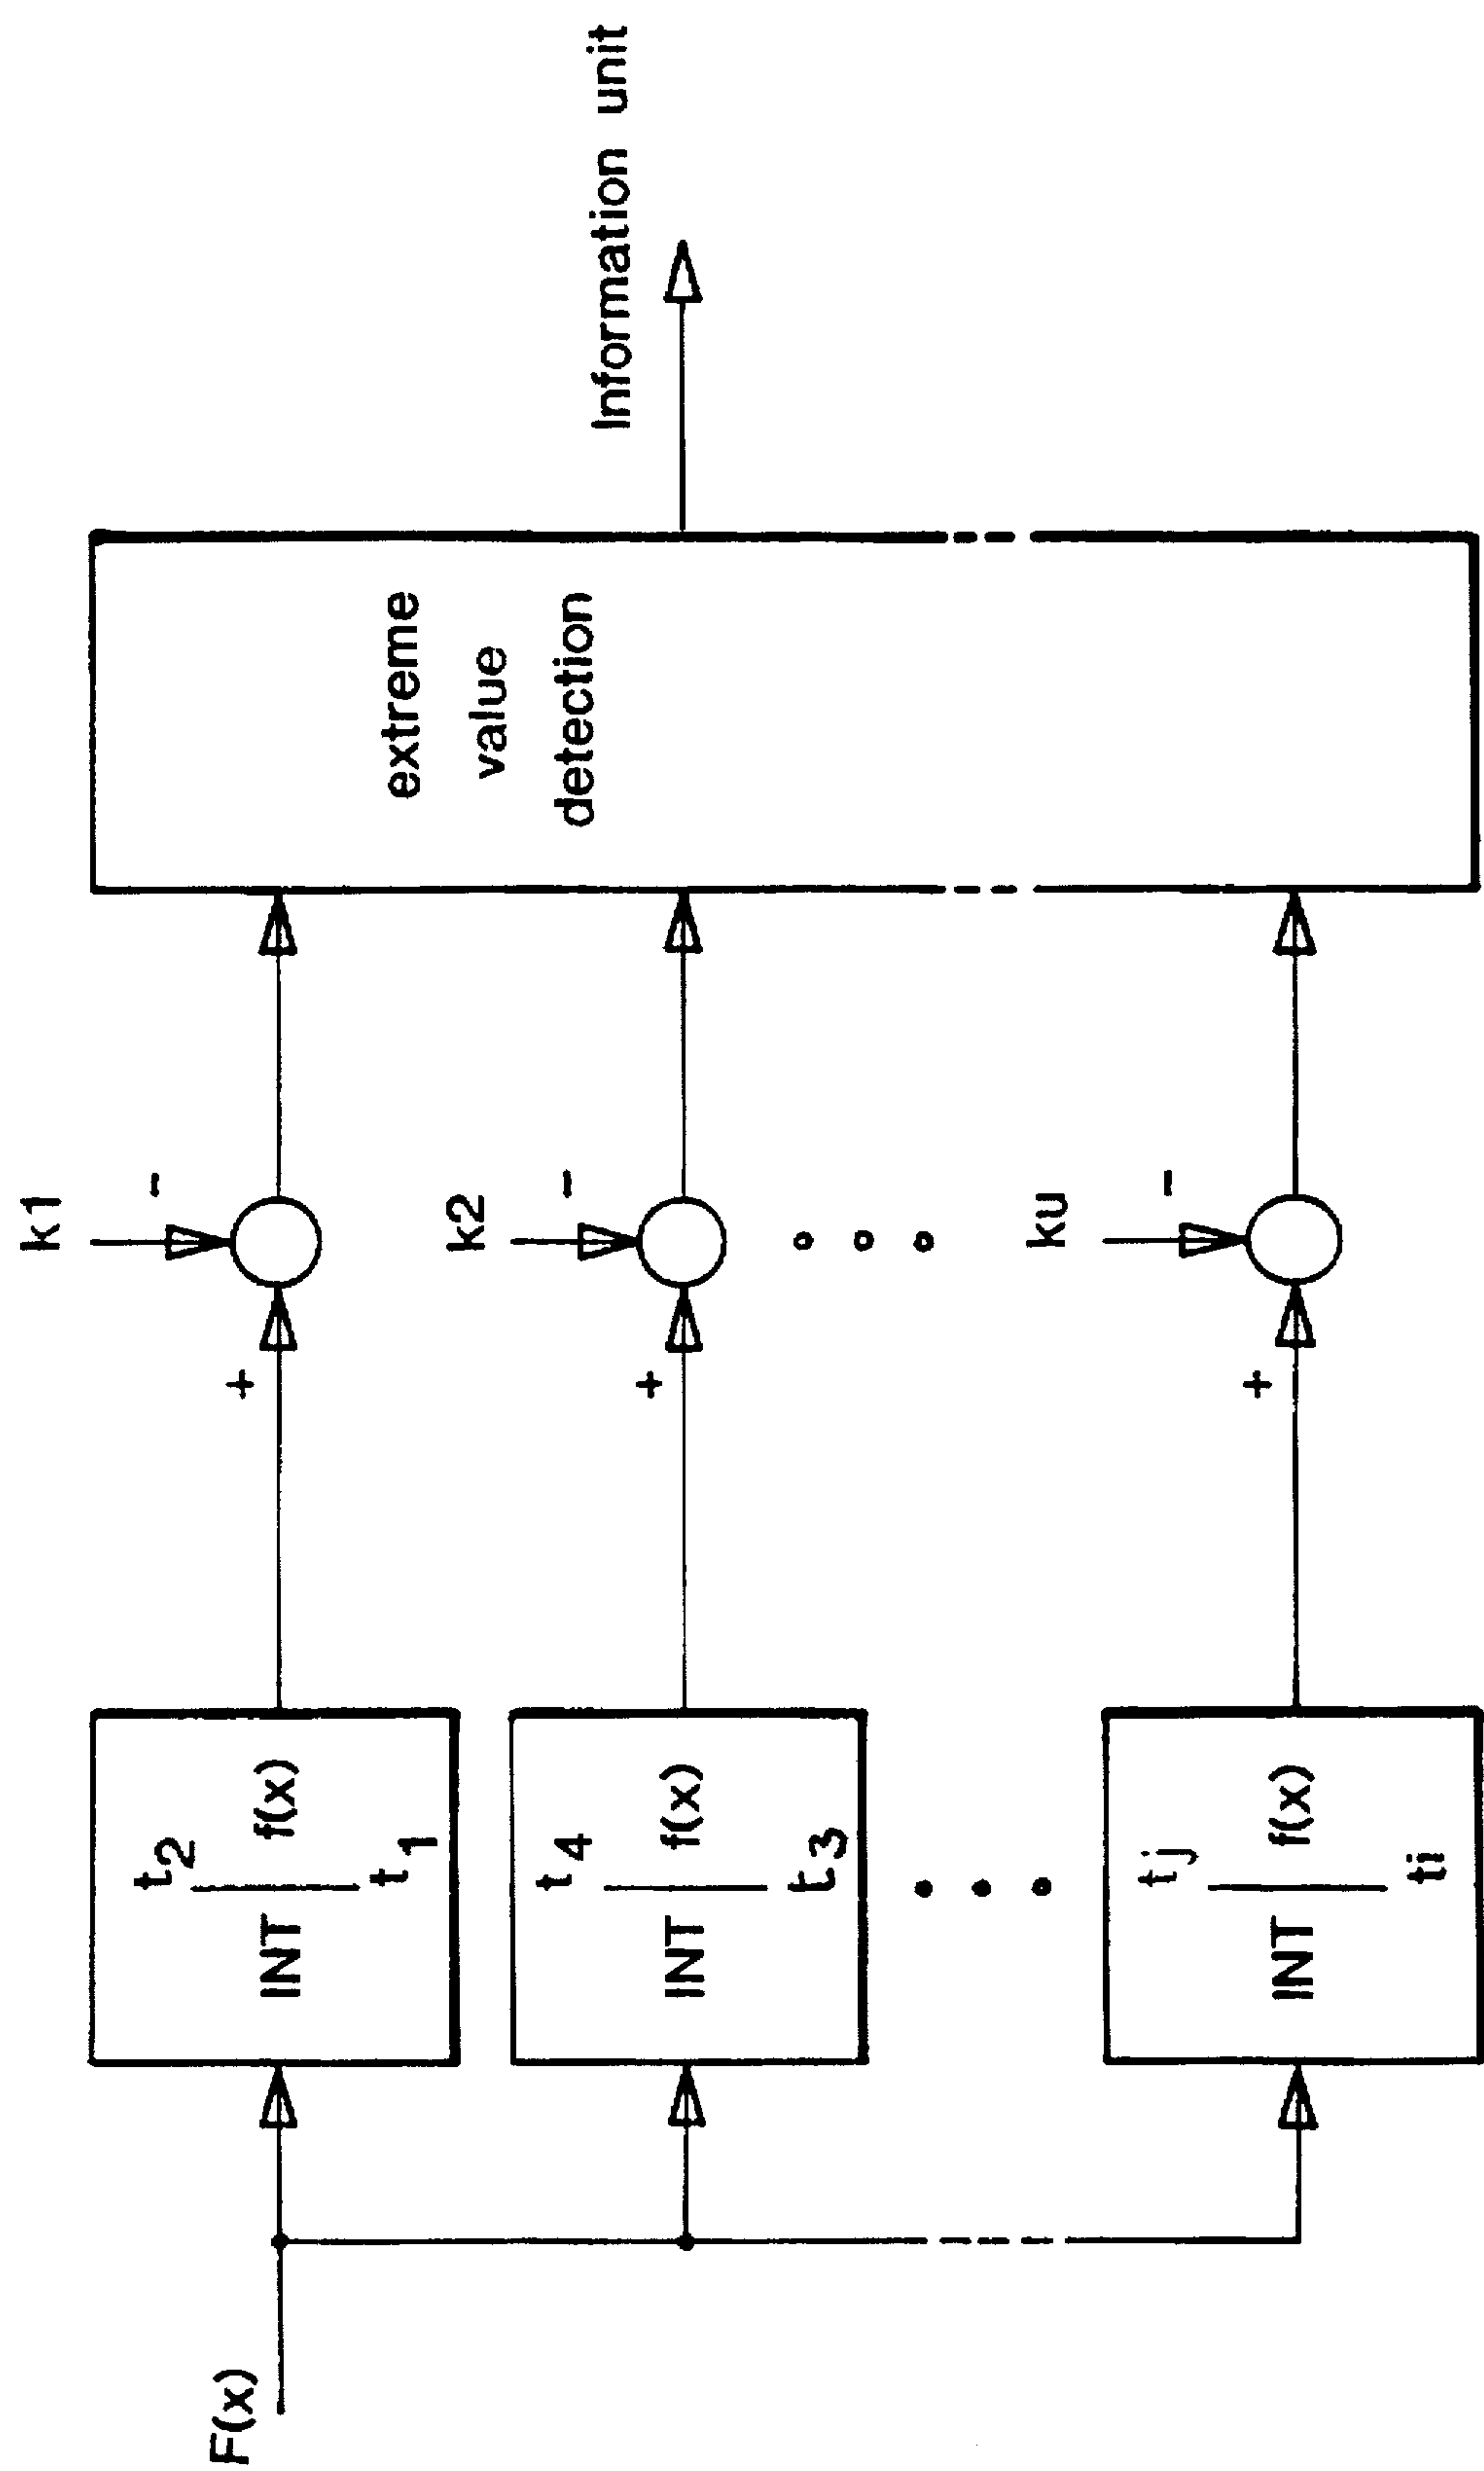 F(x)
t2
INT f(x)
t1
+
k1
-
t4
INT f(x)
t3
+
k2
-
tj
INT f(x)
ti
+
ku
-
extreme
value
detection
Information unit